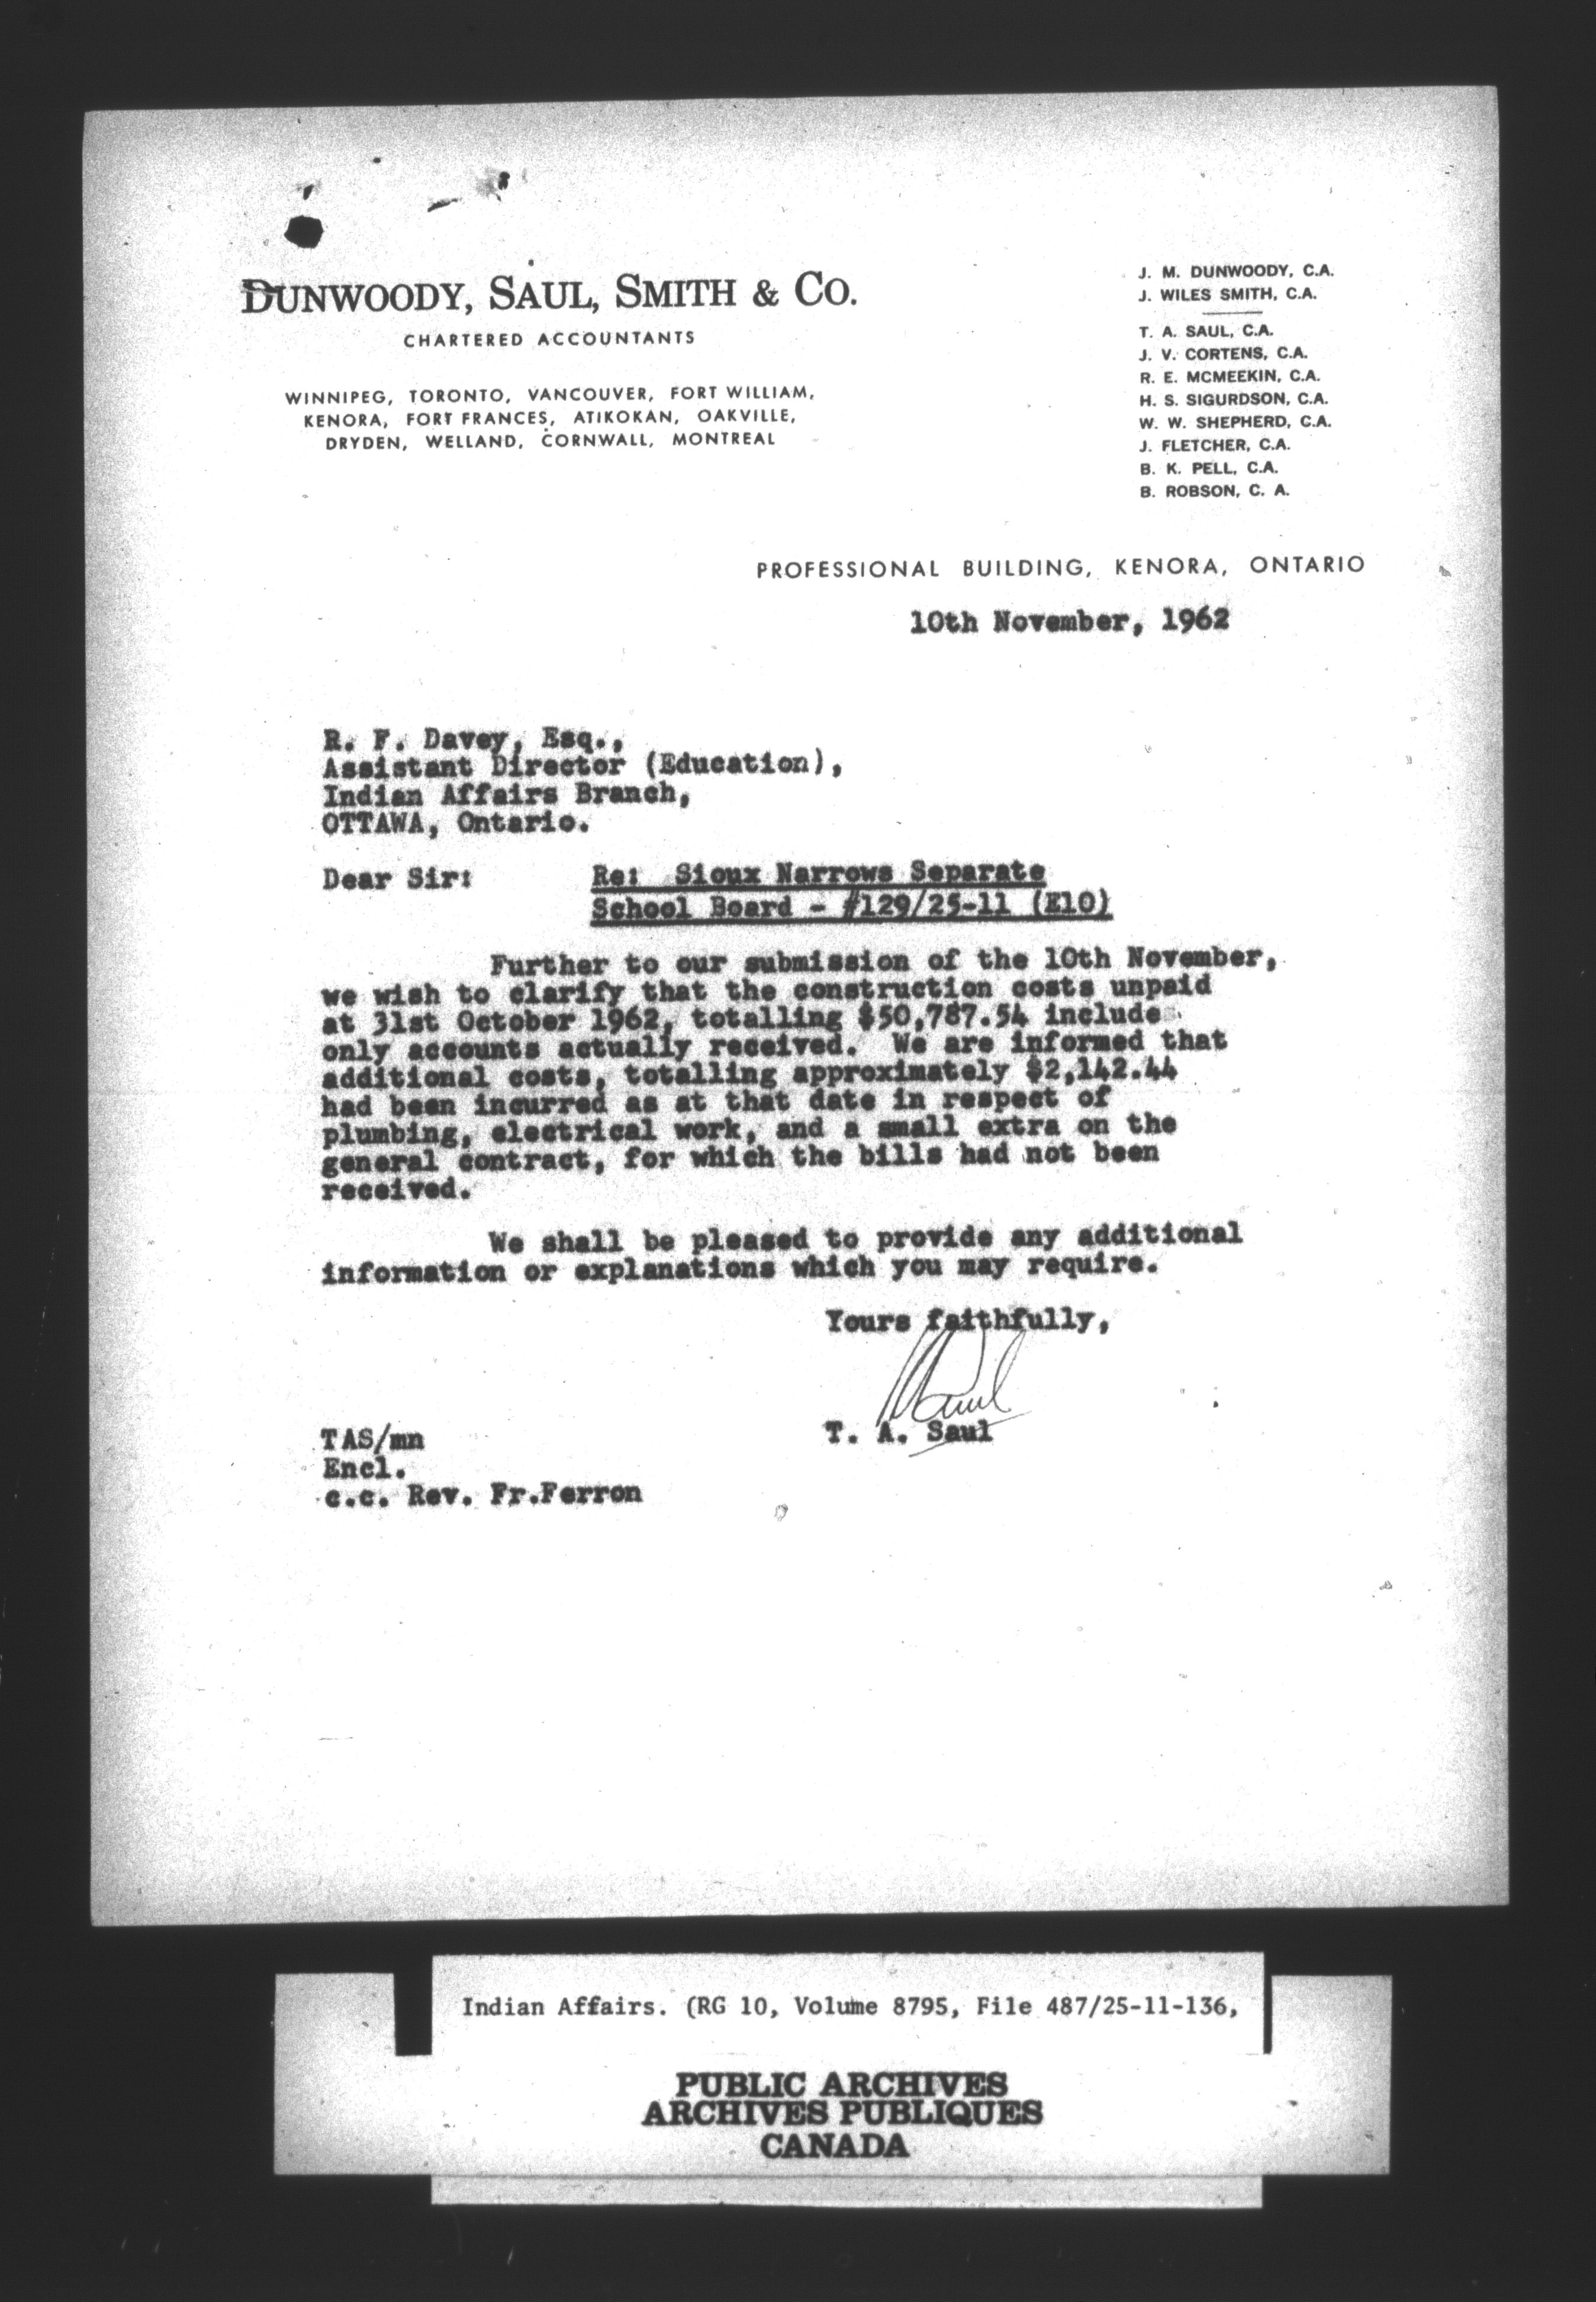 DUNWOODY, SAUL, SMITH & CO.
CHARTERED ACCOUNTANTS
WINNIPEG, TORONTO, VANCOUVER, FORT WILLIAM,
KENORA, FORT FRANCES, ATIKOKAN, OAKVILLE,
DRYDEN, WELLAND, CORNWALL, MONTREAL
J. M. DUNWOODY, C.A.
J. WILES SMITH, C.A.
T. A. SAUL, C.A.
J. V. CORTENS, C.A.
R. E. MCMEEKIN, C.A.
H. S. SIGURDSON, C.A.
W. W. SHEPHERD, C.A.
J. FLETCHER, C.A.
B. K. PELL, C.A.
B. ROBSON, C. A.
PROFESSIONAL BUILDING, KENORA, ONTARIO
10th November, 1962
R. F. Davey, Esq.,
Assistant Director (Education),
Indian Affairs Branch,
OTTAWA, Ontario.
Dear Sir: Re: Sioux Narrows Separate
School Board - #129/25-11 (E10)
Further to our submission of the 10th November,
we wish to clarify that the construction costs unpaid
at 31st October 1962, totalling $50,787.54 include
only accounts actually received. We are informed that
additional costs, totalling approximately $2,142.44
had been incurred as at that date in respect of
plumbing, electrical work, and a small extra on the
general contract, for which the bills had not been
received.
We shall be pleased to provide any additional
information or explanations which you may require.
Yours faithfully,
Saul
T. A. Saul
TAS/mn
Encl.
c.c. Rev. Fr.Ferron
Indian Affairs. (RG 10, Volume 8795, File 487/25-11-136,
PUBLIC ARCHIVES
ARCHIVES PUBLIQUES
CANADA